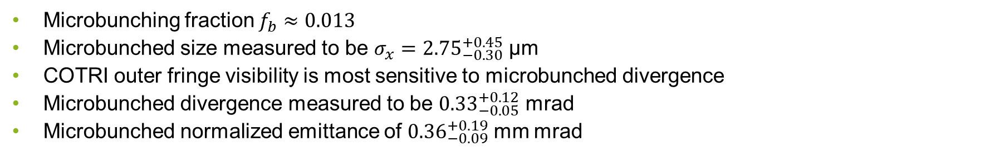 • Microbunching fraction $f_b \approx 0.013$
• Microbunched size measured to be $\sigma_x = 2.75^{+0.45}_{-0.30}$ µm
• COTRI outer fringe visibility is most sensitive to microbunched divergence
• Microbunched divergence measured to be $0.33^{+0.12}_{-0.05}$ mrad
• Microbunched normalized emittance of $0.36^{+0.19}_{-0.09}$ mm mrad